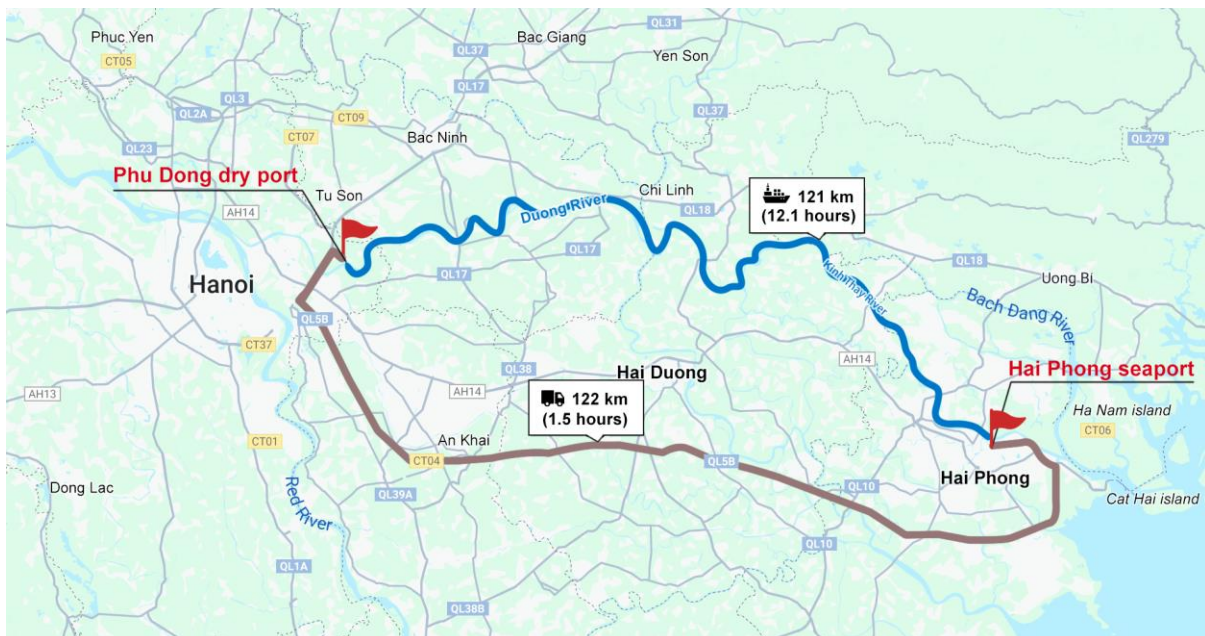 Phuc Yen
CT05
QL37
Bac Giang
QL31
Yen Son
QL17
QL37
QL2A
QL3
CT09
QL279
QL23
CT07
Bac Ninh
Phu Dong dry port
Tu Son
AH14
Chi Linh
QL18
Duong River
121 km
(12.1 hours)
QL17
QL17
Kinh Thay River
QL18
Uong Bi
Hanoi
QL5B
Bach Dang River
CT37
AH13
AH14
QL38
Hai Duong
AH14
Hai Phong seaport
122 km
(1.5 hours)
Ha Nam island
CT06
CT01
An Khai
CT04
QL5B
Dong Lac
QL39A
QL10
Hai Phong
Cat Hai island
Red River
QL10
QL1A
QL38B